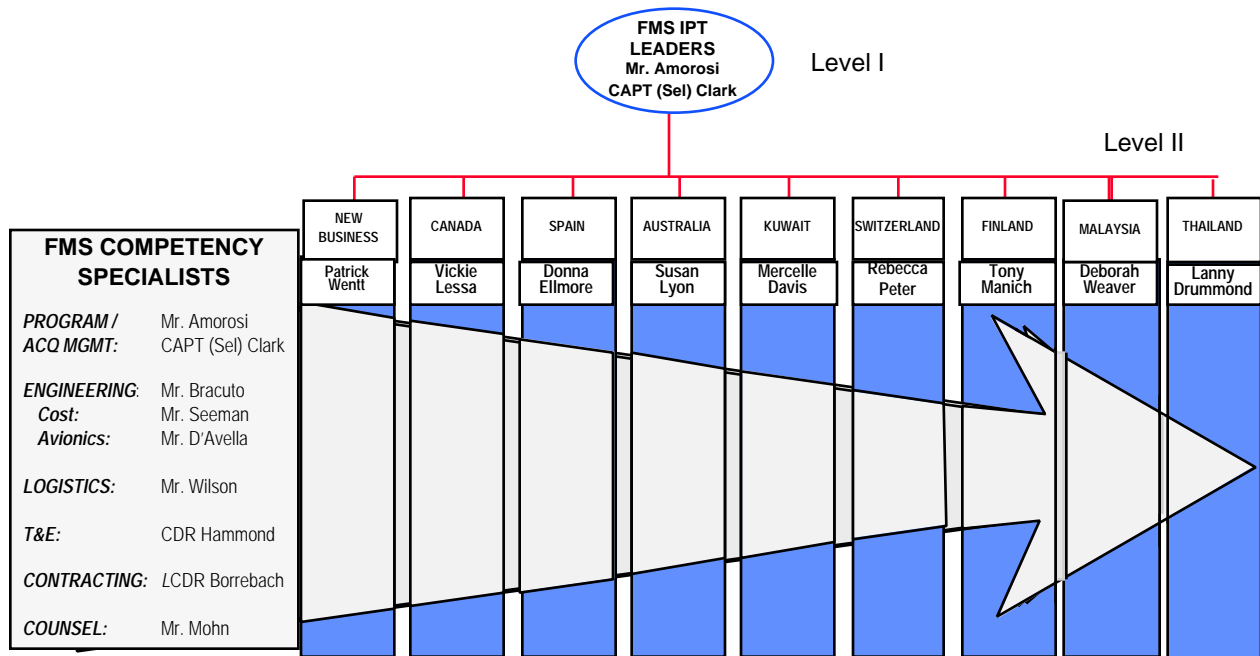 FMS IPT
LEADERS
Mr. Amorosi
CAPT (Sel) Clark
Level I
Level II
NEW
BUSINESS
Patrick
Wentt
CANADA
Vickie
Lessa
SPAIN
Donna
Ellmore
AUSTRALIA
Susan
Lyon
KUWAIT
Mercelle
Davis
SWITZERLAND
Rebecca
Peter
FINLAND
Tony
Manich
MALAYSIA
Deborah
Weaver
THAILAND
Lanny
Drummond
FMS COMPETENCY
SPECIALISTS
PROGRAM / Mr. Amorosi
ACQ MGMT: CAPT (Sel) Clark
ENGINEERING: Mr. Bracuto
Cost: Mr. Seeman
Avionics: Mr. D'Avella
LOGISTICS: Mr. Wilson
T&E: CDR Hammond
CONTRACTING: LCDR Borrebach
COUNSEL: Mr. Mohn